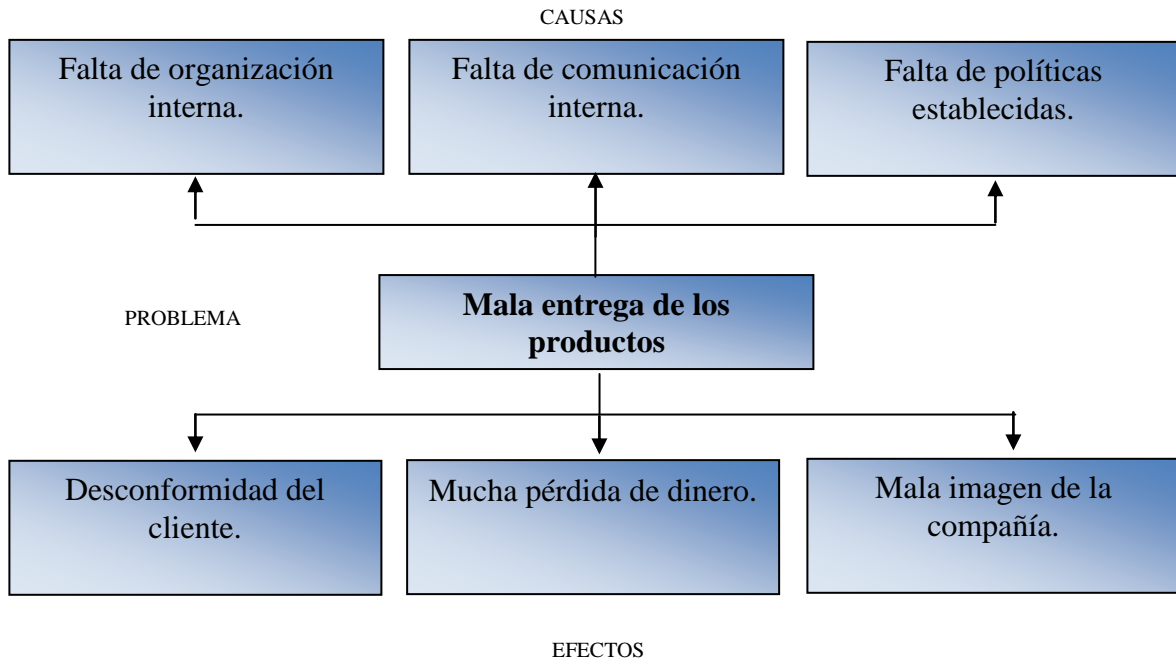 CAUSAS
Falta de organización
interna.
Falta de comunicación
interna.
Falta de políticas
establecidas.
PROBLEMA
Mala entrega de los
productos
Desconformidad del
cliente.
Mucha pérdida de dinero.
Mala imagen de la
compañía.
EFECTOS